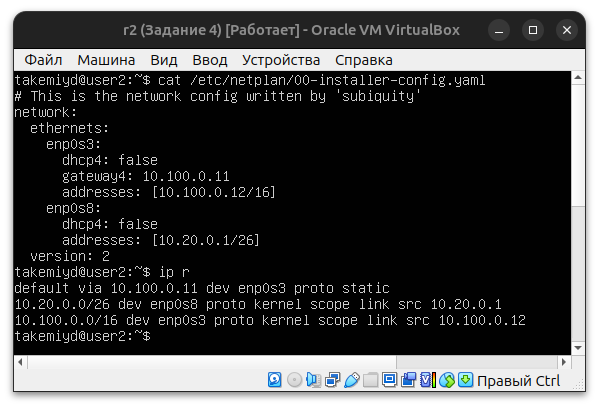 r2 (Задание 4) [Работает] - Oracle VM VirtualBox
Файл Машина Вид Ввод Устройства Справка
takemiyd@user2:~$ cat /etc/netplan/00-installer-config.yaml
# This is the network config written by 'subiquity'
network:
  ethernets:
    enp0s3:
      dhcp4: false
      gateway4: 10.100.0.11
      addresses: [10.100.0.12/16]
    enp0s8:
      dhcp4: false
      addresses: [10.20.0.1/26]
  version: 2
takemiyd@user2:~$ ip r
default via 10.100.0.11 dev enp0s3 proto static
10.20.0.0/26 dev enp0s8 proto kernel scope link src 10.20.0.1
10.100.0.0/16 dev enp0s3 proto kernel scope link src 10.100.0.12
takemiyd@user2:~$
Правый Ctrl